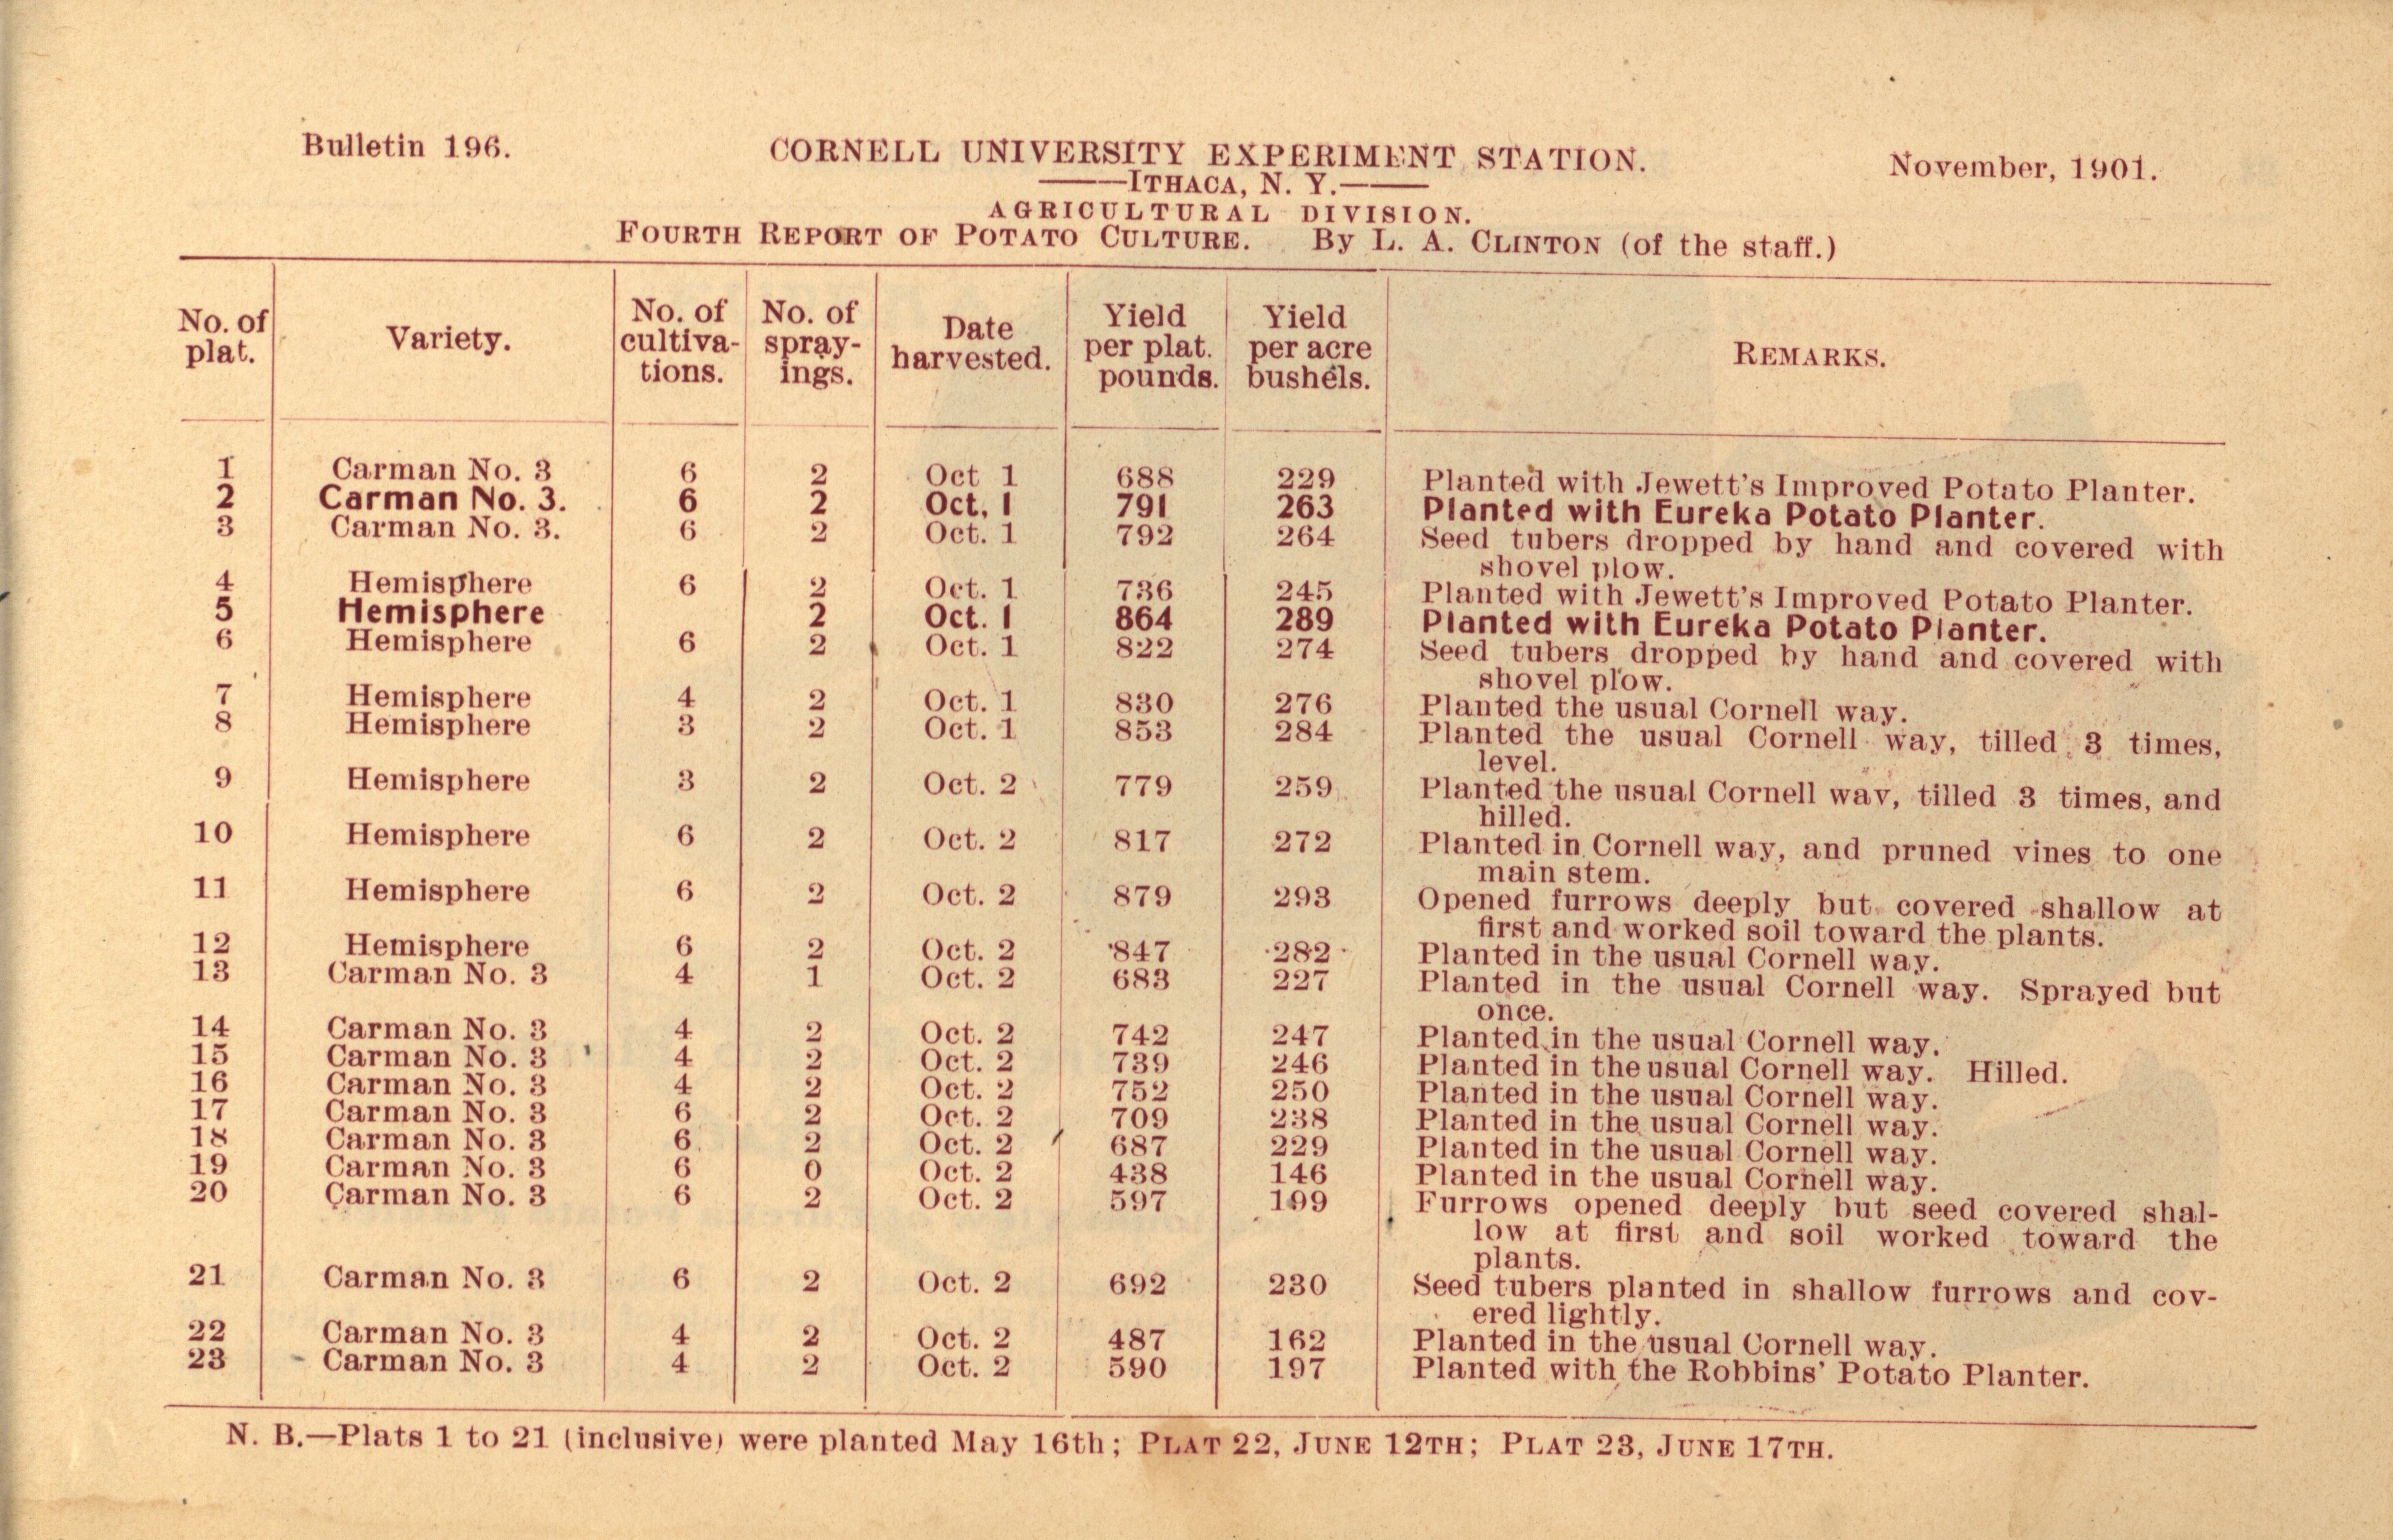 Bulletin 196.
CORNELL UNIVERSITY EXPERIMENT STATION.
November, 1901.
——ITHACA, N. Y.——
AGRICULTURAL DIVISION.
FOURTH REPORT OF POTATO CULTURE. By L. A. CLINTON (of the staff.)
No. of plat. | Variety. | No. of cultiva-tions. | No. of spray-ings. | Date harvested. | Yield per plat. pounds. | Yield per acre bushels. | REMARKS.
1 Carman No. 3 6 2 Oct 1 688 229 Planted with Jewett's Improved Potato Planter.
2 Carman No. 3. 6 2 Oct. 1 791 263 Planted with Eureka Potato Planter.
3 Carman No. 3. 6 2 Oct. 1 792 264 Seed tubers dropped by hand and covered with
shovel plow.
4 Hemisphere 6 2 Oct. 1 736 245 Planted with Jewett's Improved Potato Planter.
5 Hemisphere 2 Oct. 1 864 289 Planted with Eureka Potato Planter.
6 Hemisphere 6 2 Oct. 1 822 274 Seed tubers dropped by hand and covered with
shovel plow.
7 Hemisphere 4 2 Oct. 1 830 276 Planted the usual Cornell way.
8 Hemisphere 3 2 Oct. 1 853 284 Planted the usual Cornell way, tilled 3 times,
level.
9 Hemisphere 3 2 Oct. 2 779 259 Planted the usual Cornell way, tilled 3 times, and
hilled.
10 Hemisphere 6 2 Oct. 2 817 272 Planted in Cornell way, and pruned vines to one
main stem.
11 Hemisphere 6 2 Oct. 2 879 293 Opened furrows deeply but covered shallow at
first and worked soil toward the plants.
12 Hemisphere 6 2 Oct. 2 847 282 Planted in the usual Cornell way.
13 Carman No. 3 4 1 Oct. 2 683 227 Planted in the usual Cornell way. Sprayed but
once.
14 Carman No. 3 4 2 Oct. 2 742 247 Planted in the usual Cornell way.
15 Carman No. 3 4 2 Oct. 2 739 246 Planted in the usual Cornell way. Hilled.
16 Carman No. 3 4 2 Oct. 2 752 250 Planted in the usual Cornell way.
17 Carman No. 3 6 2 Oct. 2 709 238 Planted in the usual Cornell way.
18 Carman No. 3 6 2 Oct. 2 687 229 Planted in the usual Cornell way.
19 Carman No. 3 6 0 Oct. 2 438 146 Planted in the usual Cornell way.
20 Carman No. 3 6 2 Oct. 2 597 199 Furrows opened deeply but seed covered shal-
low at first and soil worked toward the
plants.
21 Carman No. 3 6 2 Oct. 2 692 230 Seed tubers planted in shallow furrows and cov-
ered lightly.
22 Carman No. 3 4 2 Oct. 2 487 162 Planted in the usual Cornell way.
23 Carman No. 3 4 2 Oct. 2 590 197 Planted with the Robbins' Potato Planter.
N. B.—Plats 1 to 21 (inclusive) were planted May 16th; PLAT 22, JUNE 12TH; PLAT 23, JUNE 17TH.